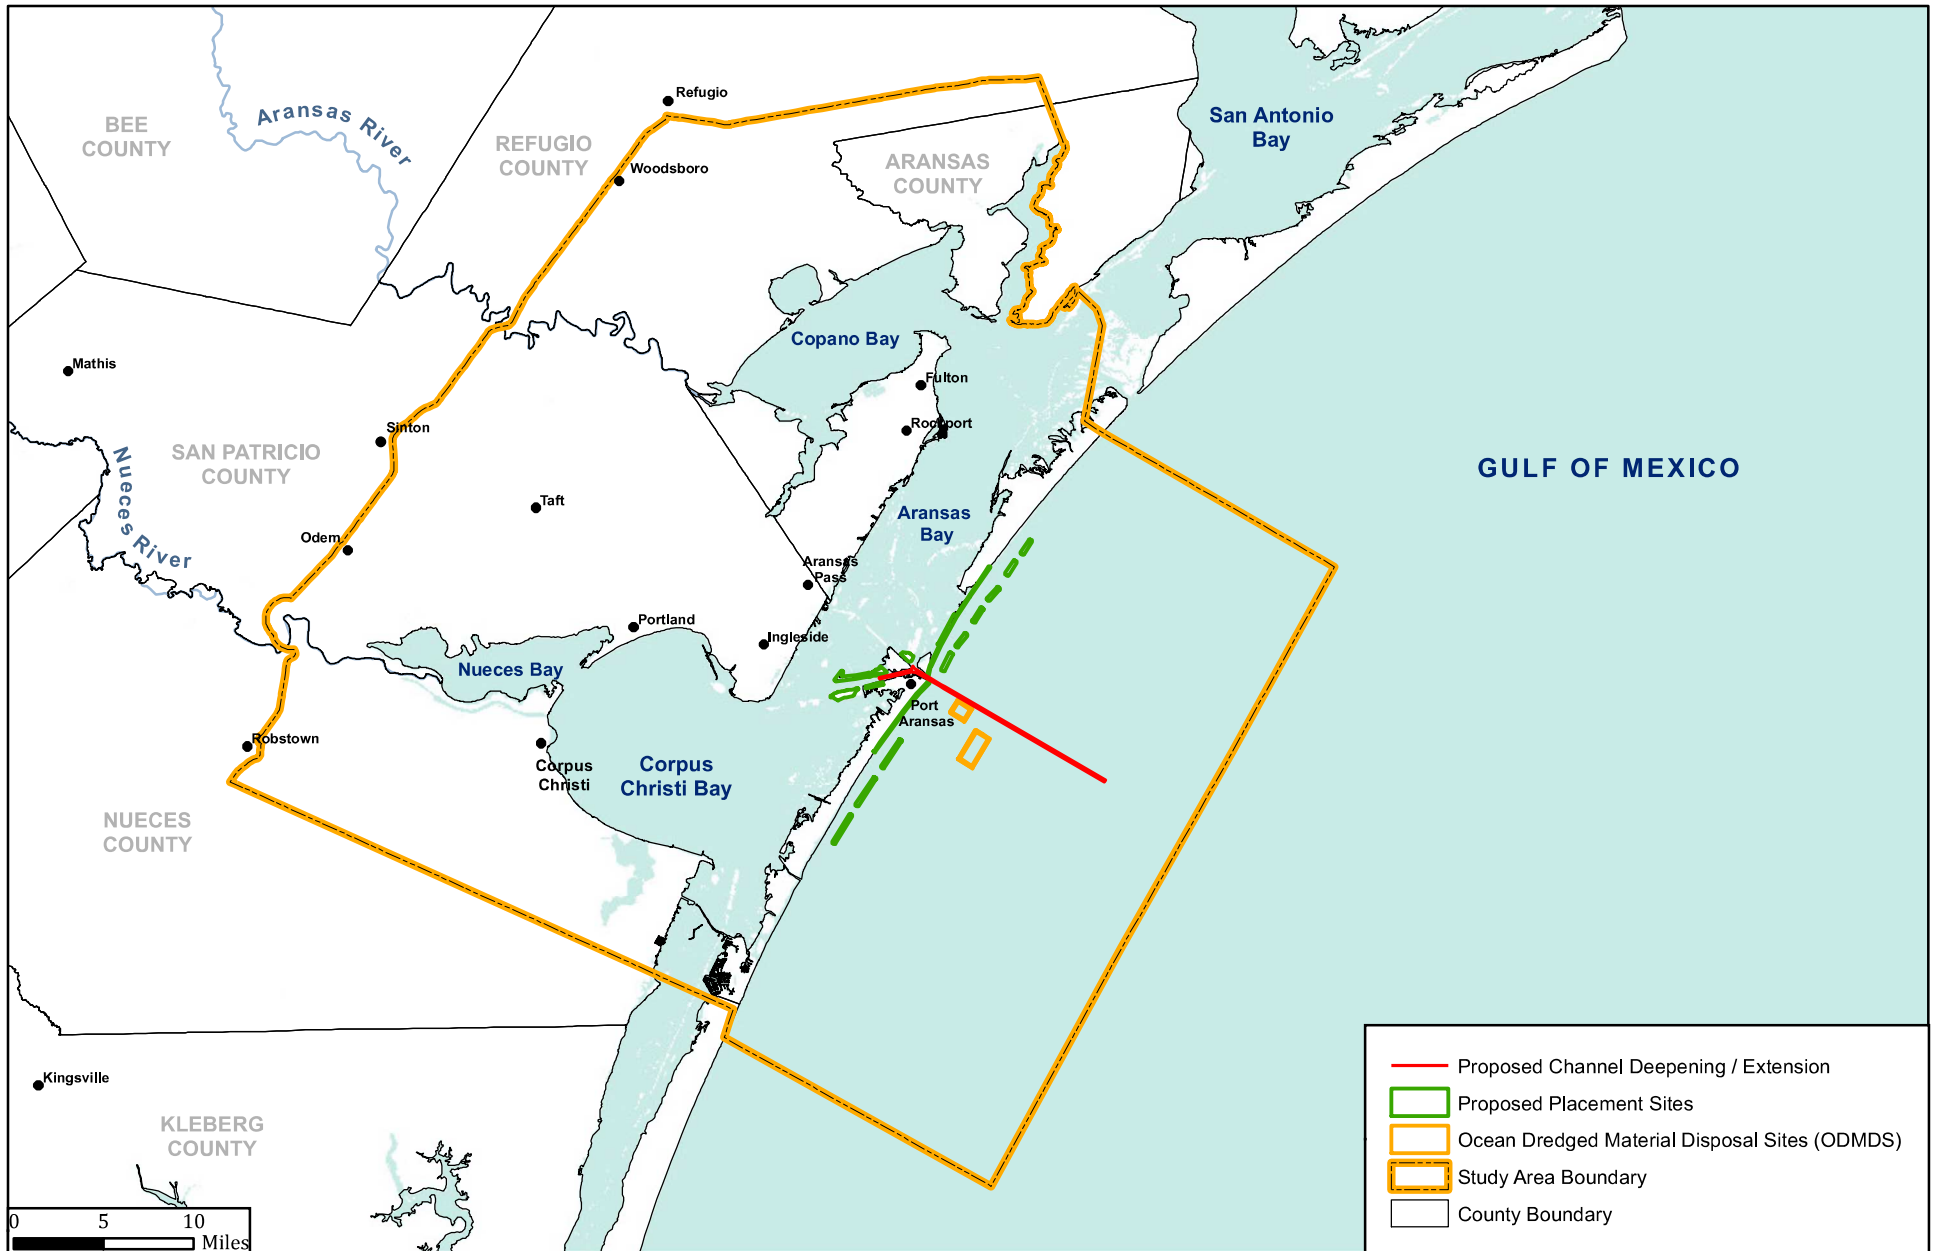 Refugio
BEE
COUNTY
Aransas River
REFUGIO
COUNTY
San Antonio
Bay
Woodsboro
ARANSAS
COUNTY
Copano Bay
Mathis
Fulton
Rockport
Sinton
SAN PATRICIO
COUNTY
GULF OF MEXICO
Nueces River
Taft
Aransas
Bay
Odem
Aransas
Pass
Portland
Ingleside
Nueces Bay
Port
Aransas
Robstown
Corpus
Christi
Corpus
Christi Bay
NUECES
COUNTY
Kingsville
KLEBERG
COUNTY
Proposed Channel Deepening / Extension
Proposed Placement Sites
Ocean Dredged Material Disposal Sites (ODMDS)
Study Area Boundary
County Boundary
0 5 10
Miles